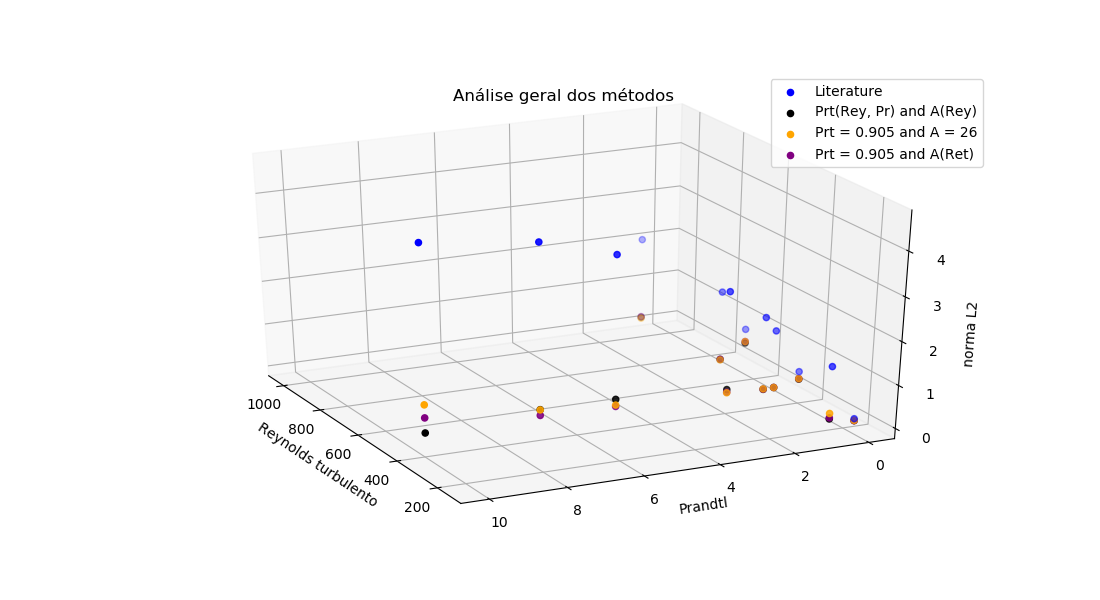 Análise geral dos métodos
Literature
Prt(Rey, Pr) and A(Rey)
Prt = 0.905 and A = 26
Prt = 0.905 and A(Ret)
1000
800
600
400
200
Reynolds turbulento
10
8
6
4
2
0
Prandtl
4
3
2
1
0
norma L2